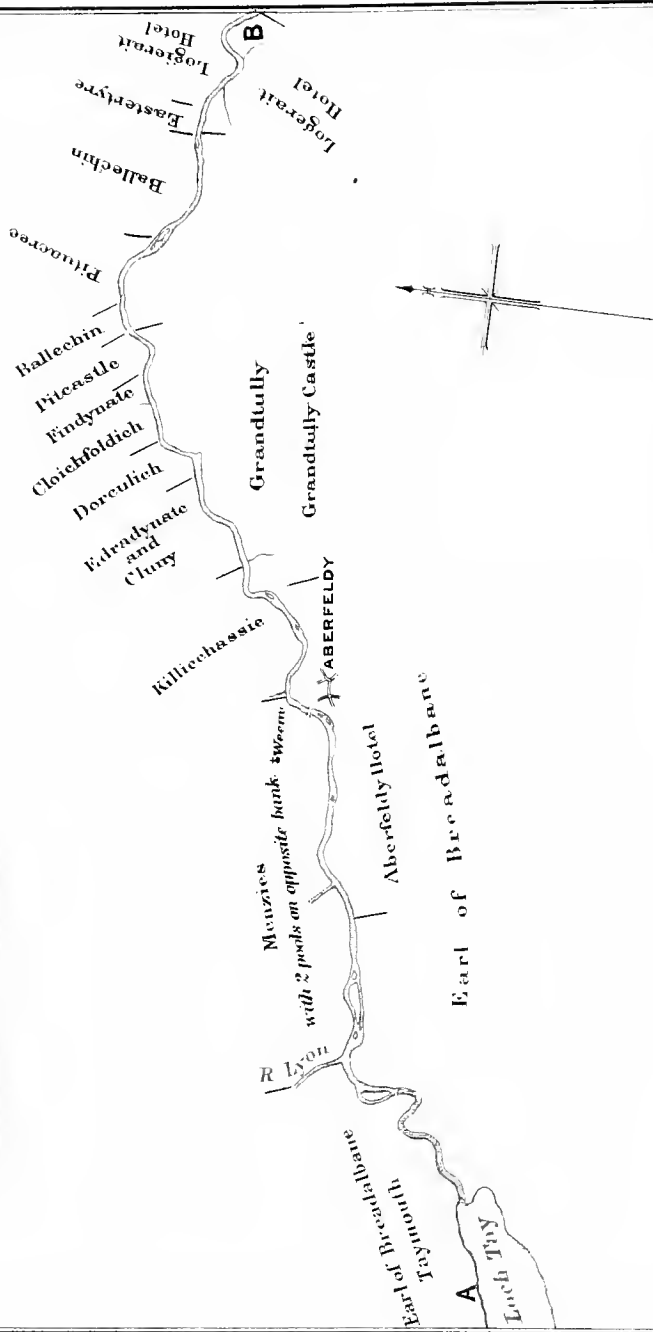 A
Loch Tay
Earl of Breadalbane
Taymouth
R Lyon
Menzies
with 2 pools on opposite bank & Weem
Earl of Breadalbane
Aberfeldy Hotel
ABERFELDY
Killiechassie
Edradynate
and
Cluny
Derculich
Cloichfoldich
Findynate
Pitcastle
Ballechin
Grandtully
Grandtully Castle
Pitnacree
Ballechin
Eastertyre
Logierait
Hotel
Logerait
Hotel
B